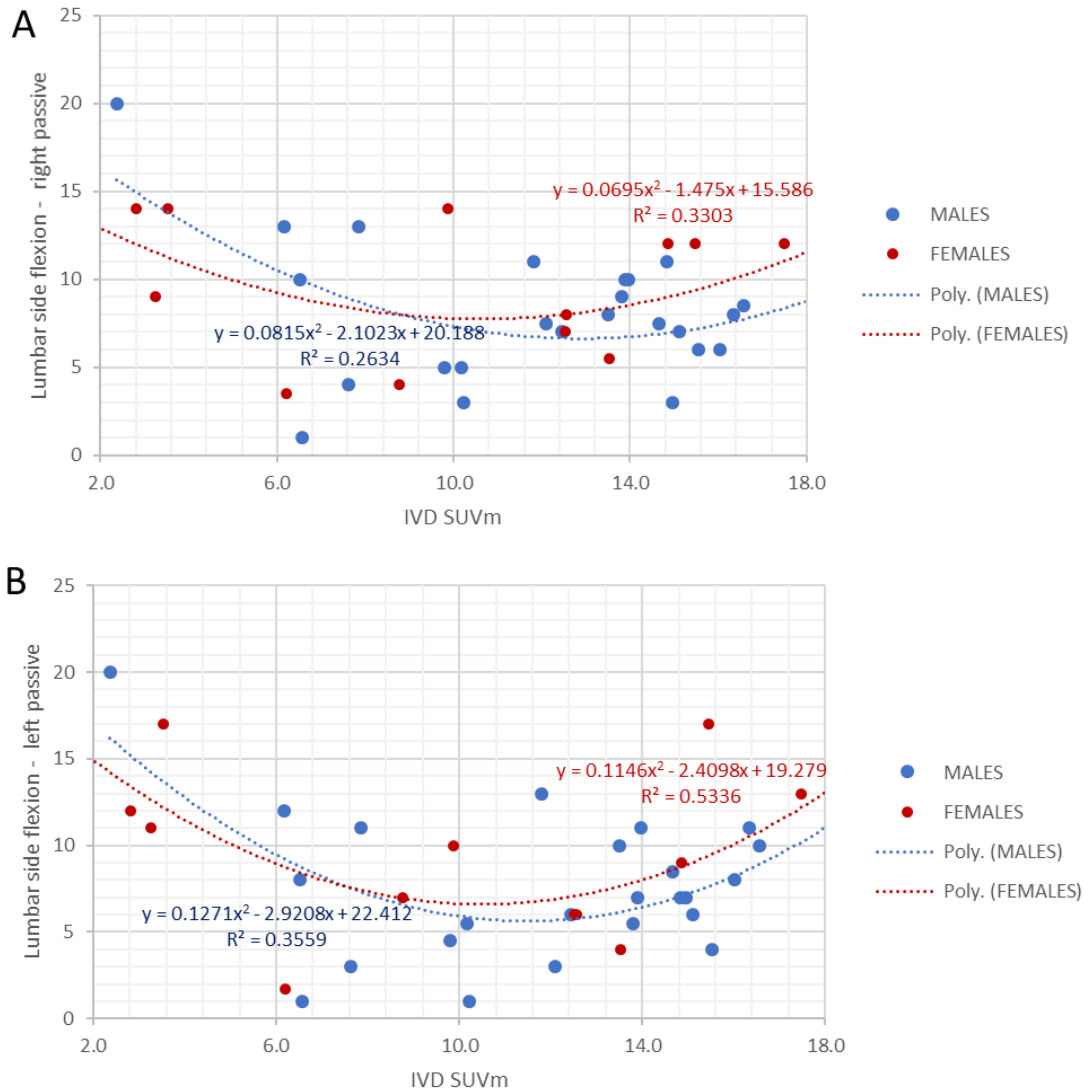 A
25
20
15
10
5
0
Lumbar side flexion - right passive
y = 0.0695x² - 1.475x + 15.586
R² = 0.3303
y = 0.0815x² - 2.1023x + 20.188
R² = 0.2634
2.0 6.0 10.0 14.0 18.0
IVD SUVm
MALES
FEMALES
Poly. (MALES)
Poly. (FEMALES)
B
25
20
15
10
5
0
Lumbar side flexion - left passive
y = 0.1146x² - 2.4098x + 19.279
R² = 0.5336
y = 0.1271x² - 2.9208x + 22.412
R² = 0.3559
2.0 6.0 10.0 14.0 18.0
IVD SUVm
MALES
FEMALES
Poly. (MALES)
Poly. (FEMALES)